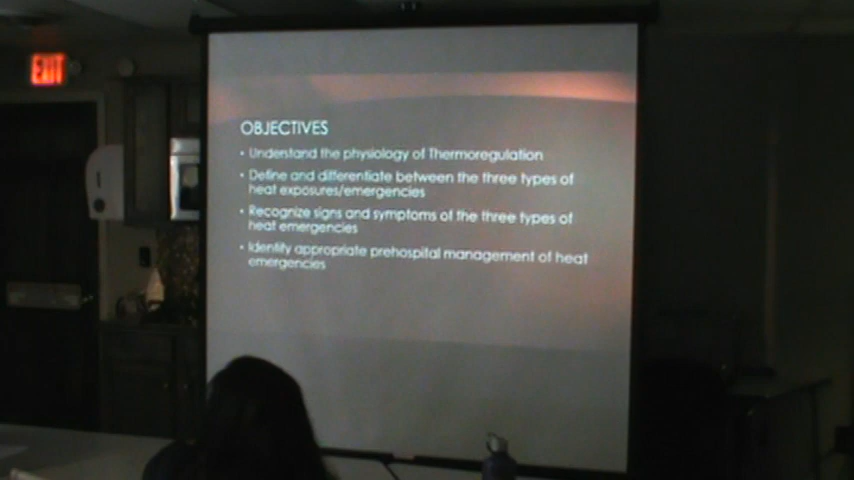 EXIT
OBJECTIVES
• Understand the physiology of Thermoregulation
• Define and differentiate between the three types of
heat exposures/emergencies
• Recognize signs and symptoms of the three types of
heat emergencies
• Identify appropriate prehospital management of heat
emergencies